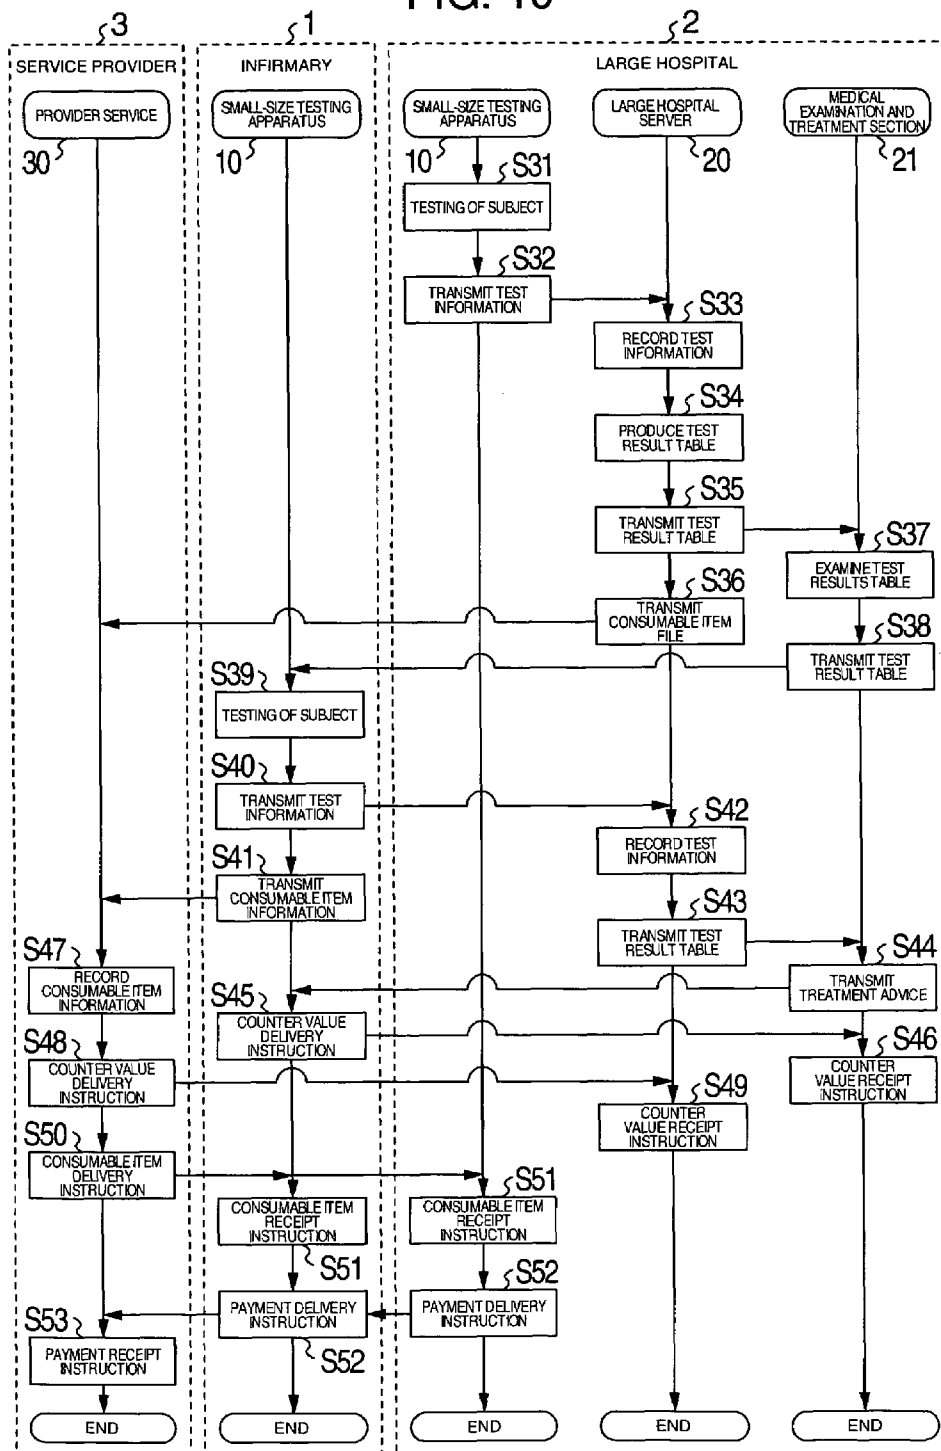 FIG. 10
3
1
2
SERVICE PROVIDER
INFIRMARY
LARGE HOSPITAL
PROVIDER SERVICE
30
SMALL-SIZE TESTING
APPARATUS
10
SMALL-SIZE TESTING
APPARATUS
10
LARGE HOSPITAL
SERVER
20
MEDICAL
EXAMINATION AND
TREATMENT SECTION
21
S31
TESTING OF SUBJECT
S32
TRANSMIT TEST
INFORMATION
S33
RECORD TEST
INFORMATION
S34
PRODUCE TEST
RESULT TABLE
S35
TRANSMIT TEST
RESULT TABLE
S37
EXAMINE TEST
RESULTS TABLE
S36
TRANSMIT
CONSUMABLE ITEM
FILE
S38
TRANSMIT TEST
RESULT TABLE
S39
TESTING OF SUBJECT
S40
TRANSMIT TEST
INFORMATION
S42
RECORD TEST
INFORMATION
S41
TRANSMIT
CONSUMABLE ITEM
INFORMATION
S43
TRANSMIT TEST
RESULT TABLE
S47
RECORD
CONSUMABLE ITEM
INFORMATION
S44
TRANSMIT
TREATMENT ADVICE
S45
COUNTER VALUE
DELIVERY
INSTRUCTION
S48
COUNTER VALUE
DELIVERY
INSTRUCTION
S46
COUNTER
VALUE RECEIPT
INSTRUCTION
S49
COUNTER
VALUE RECEIPT
INSTRUCTION
S50
CONSUMABLE ITEM
DELIVERY
INSTRUCTION
CONSUMABLE ITEM
RECEIPT
INSTRUCTION
S51
S51
CONSUMABLE ITEM
RECEIPT
INSTRUCTION
S52
PAYMENT DELIVERY
INSTRUCTION
PAYMENT DELIVERY
INSTRUCTION
S52
S53
PAYMENT RECEIPT
INSTRUCTION
END
END
END
END
END